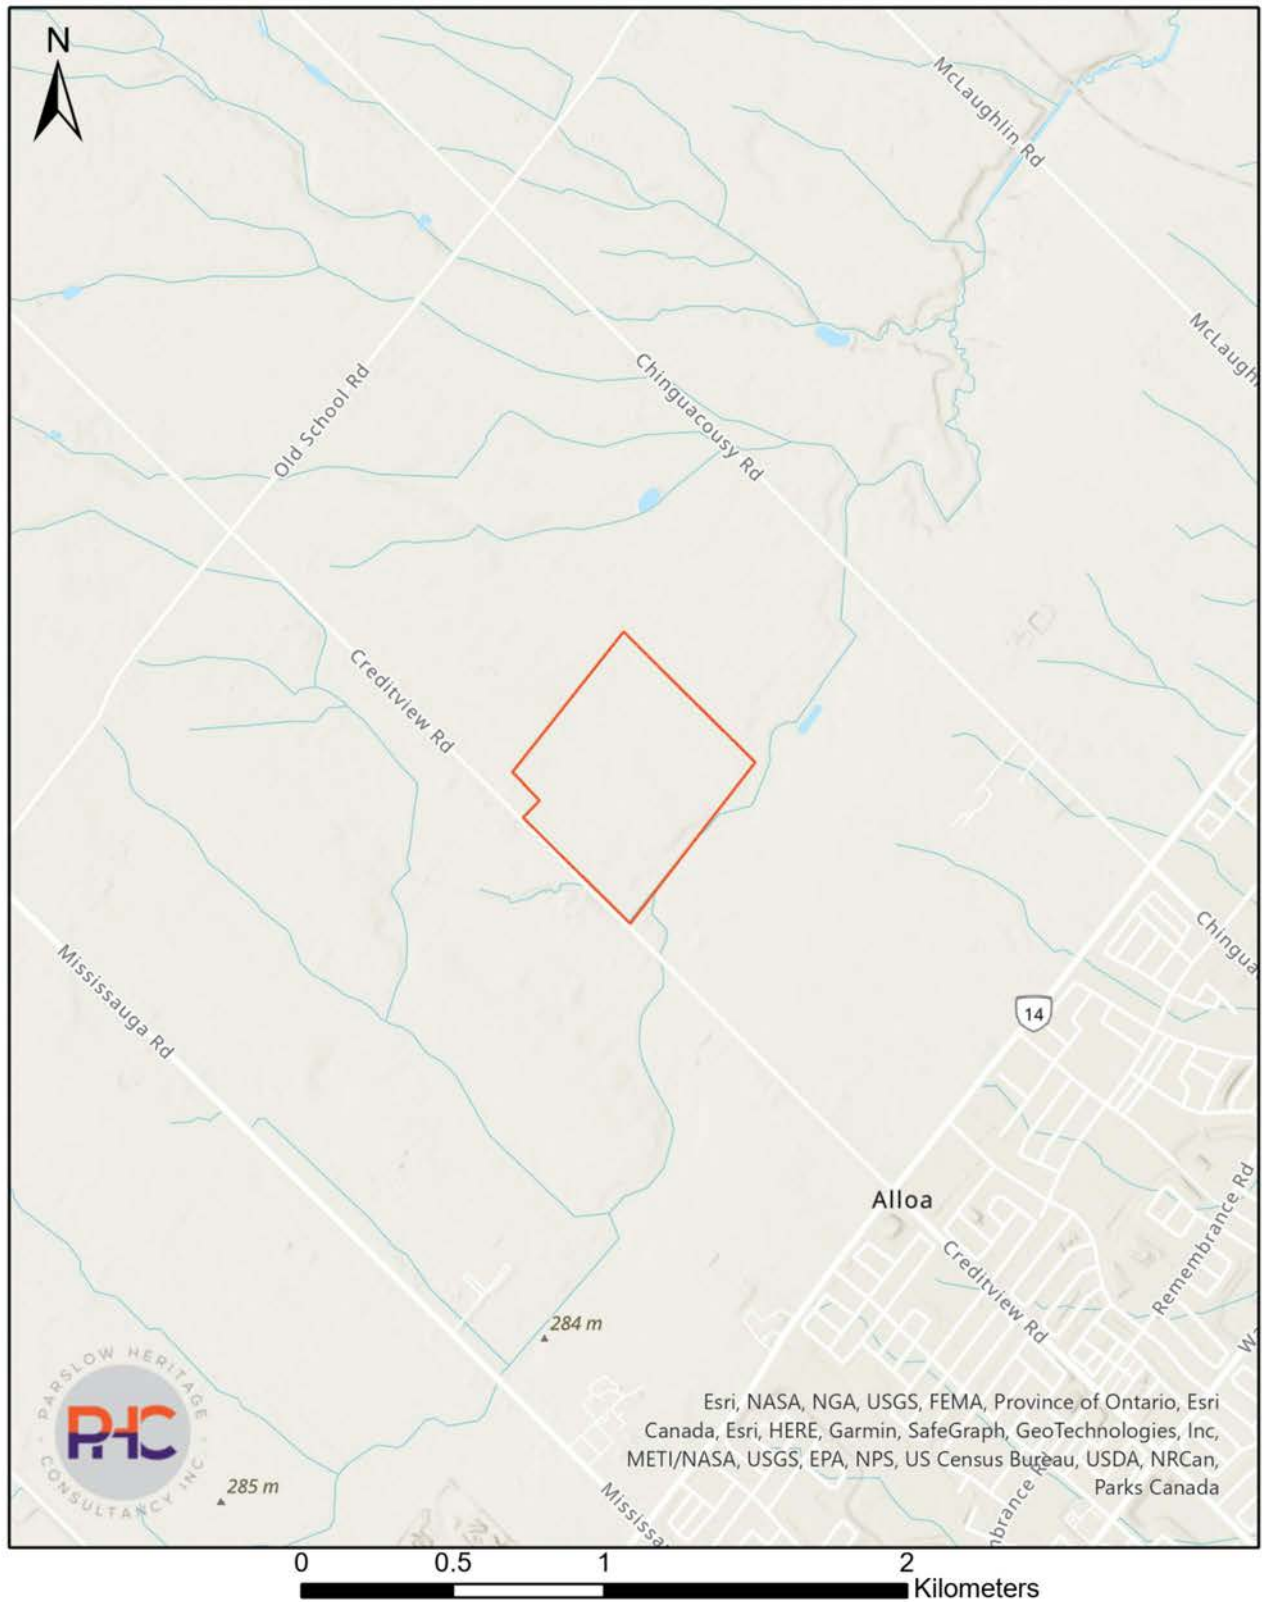 N
McLaughlin Rd
McLaugh
Old School Rd
Chinguacousy Rd
Creditview Rd
Mississauga Rd
Chingua
14
Alloa
Creditview Rd
Remembrance Rd
284 m
285 m
Mississa
mbrance Rd
PARSLOW HERITAGE
CONSULTANCY INC.
PHC
Esri, NASA, NGA, USGS, FEMA, Province of Ontario, Esri
Canada, Esri, HERE, Garmin, SafeGraph, GeoTechnologies, Inc,
METI/NASA, USGS, EPA, NPS, US Census Bureau, USDA, NRCan,
Parks Canada
0 0.5 1 2
Kilometers